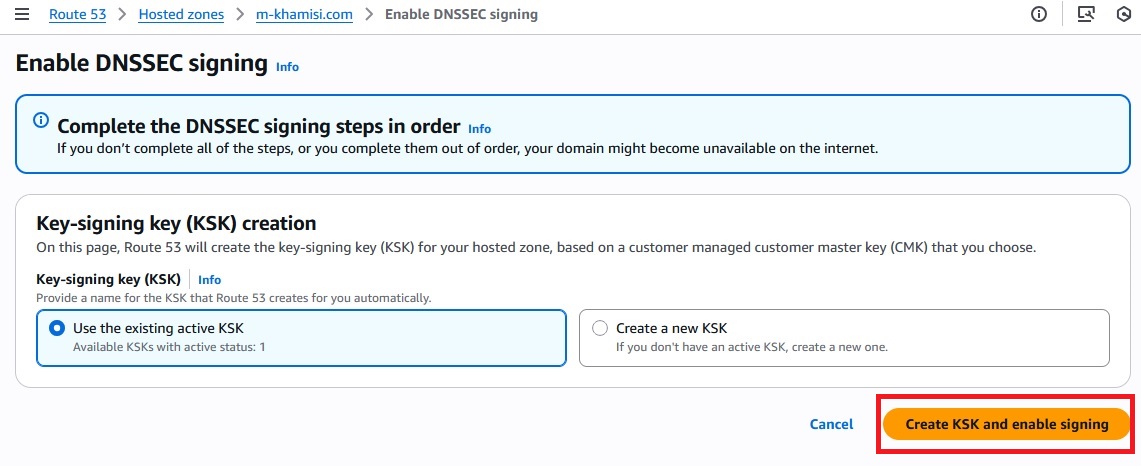 Route 53 > Hosted zones > m-khamisi.com > Enable DNSSEC signing
Enable DNSSEC signing Info
Complete the DNSSEC signing steps in order Info
If you don't complete all of the steps, or you complete them out of order, your domain might become unavailable on the internet.
Key-signing key (KSK) creation
On this page, Route 53 will create the key-signing key (KSK) for your hosted zone, based on a customer managed customer master key (CMK) that you choose.
Key-signing key (KSK) Info
Provide a name for the KSK that Route 53 creates for you automatically.
Use the existing active KSK
Available KSKs with active status: 1
Create a new KSK
If you don't have an active KSK, create a new one.
Cancel Create KSK and enable signing